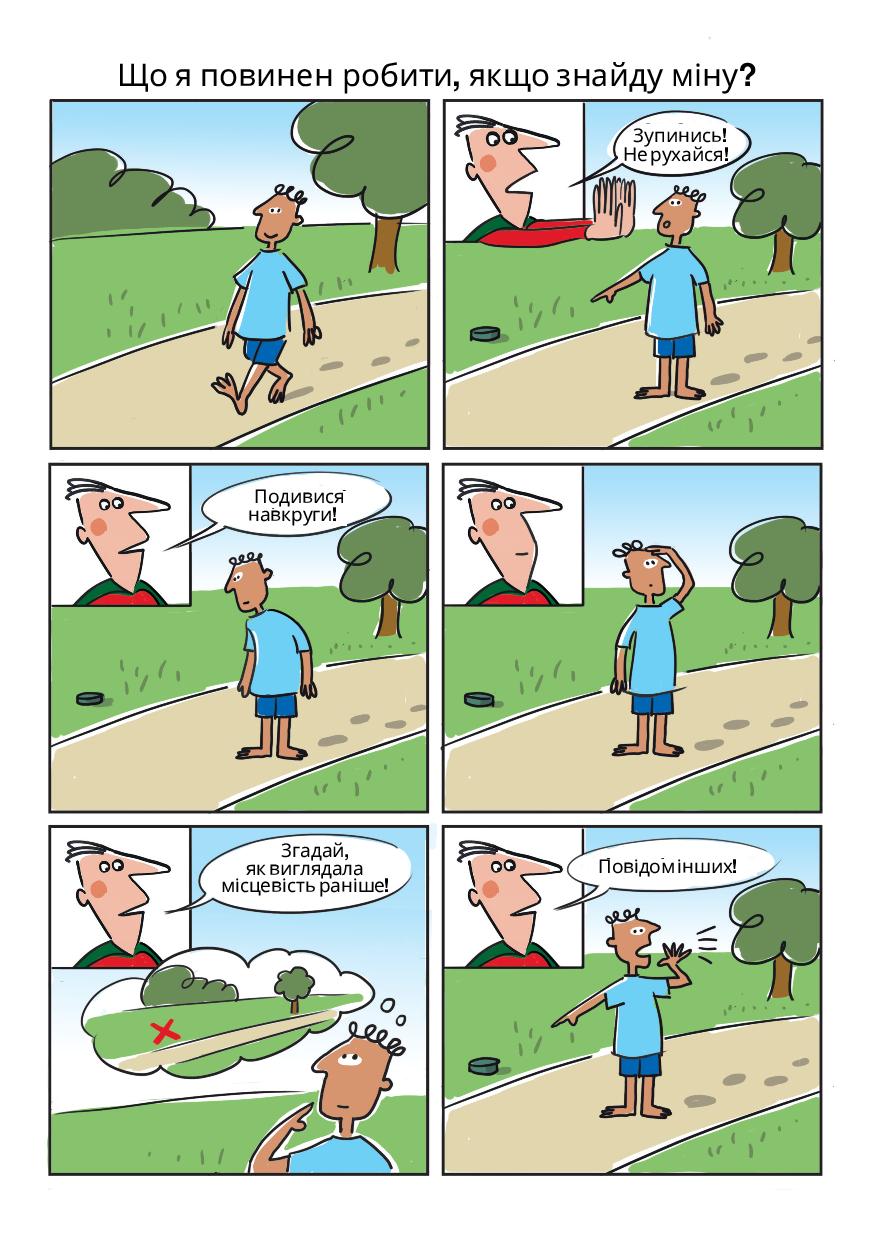 Що я повинен робити, якщо знайду міну?
Зупинись!
Не рухайся!
Подивися
навкруги!
Згадай,
як виглядала
місцевість раніше!
Повідом інших!